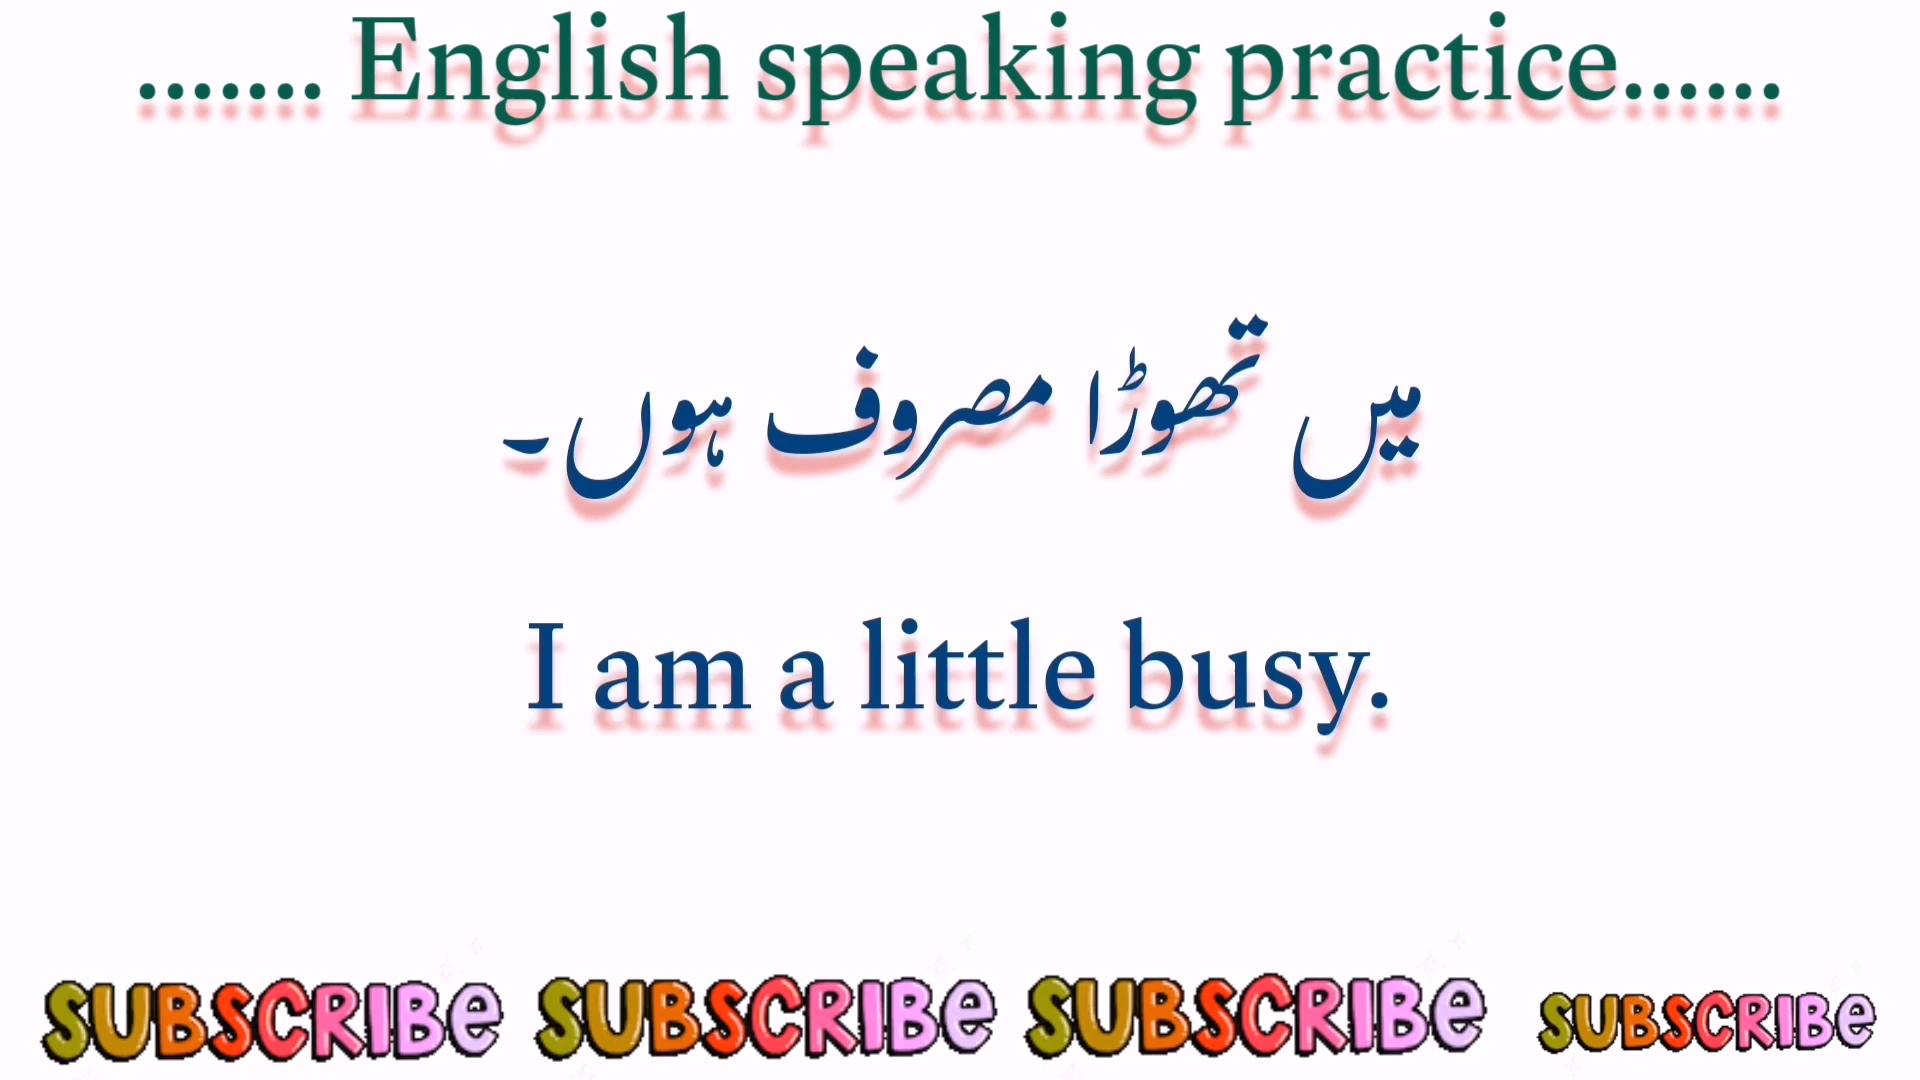 ....... English speaking practice......
میں تھوڑا مصروف ہوں۔
I am a little busy.
SUBSCRIBe SUBSCRIBe SUBSCRIBe SUBSCRIBe